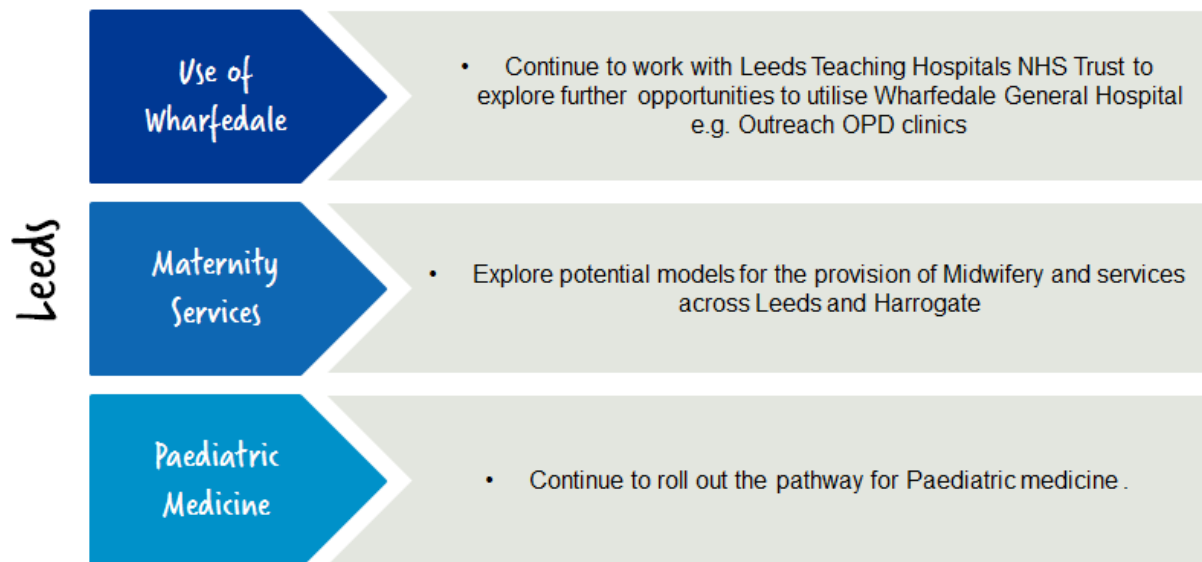 Leeds
Use of
Wharfedale
• Continue to work with Leeds Teaching Hospitals NHS Trust to
explore further opportunities to utilise Wharfedale General Hospital
e.g. Outreach OPD clinics
Maternity
Services
• Explore potential models for the provision of Midwifery and services
across Leeds and Harrogate
Paediatric
Medicine
• Continue to roll out the pathway for Paediatric medicine .